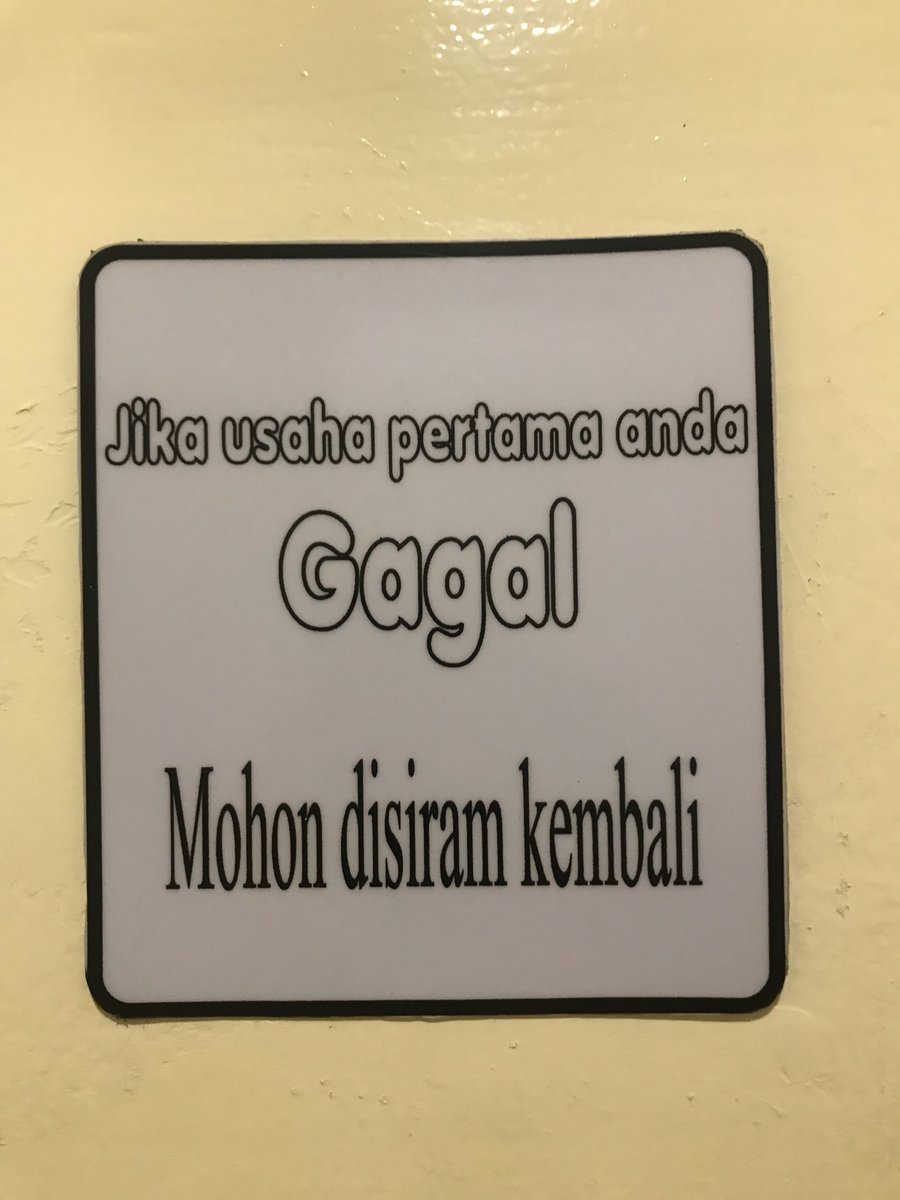 Jika usaha pertama anda
Gagal
Mohon disiram kembali